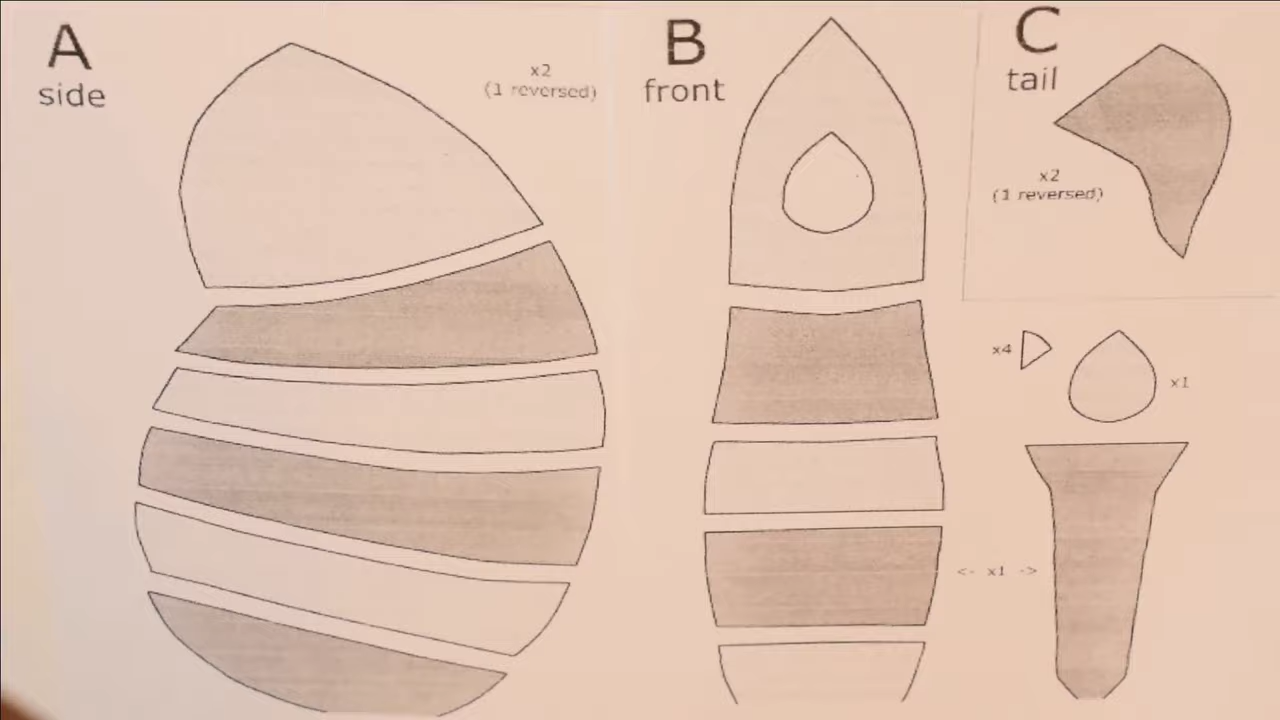 A
side
x2
(1 reversed)
B
front
C
tail
x2
(1 reversed)
x4
x1
<- x1 ->